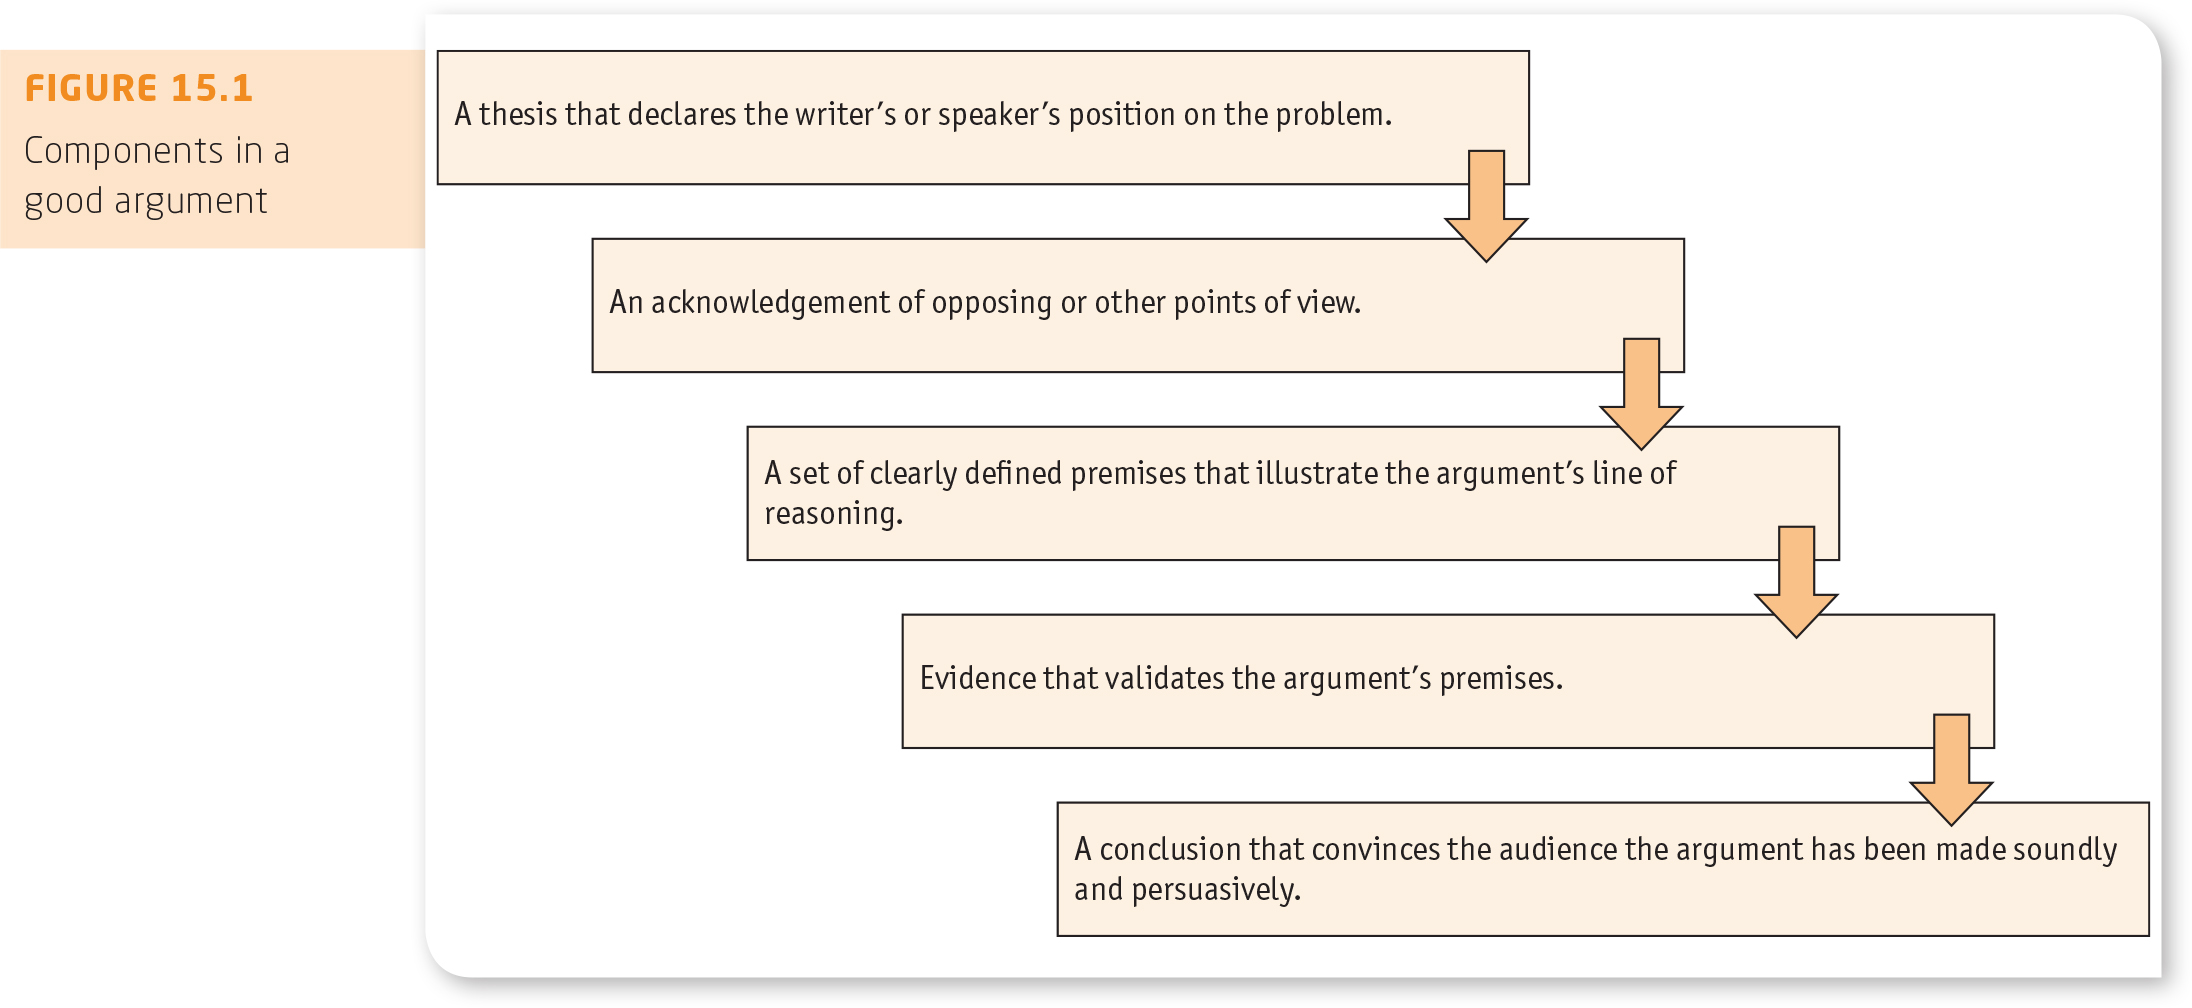 FIGURE 15.1
Components in a
good argument
A thesis that declares the writer’s or speaker’s position on the problem.
An acknowledgement of opposing or other points of view.
A set of clearly defined premises that illustrate the argument’s line of
reasoning.
Evidence that validates the argument’s premises.
A conclusion that convinces the audience the argument has been made soundly
and persuasively.